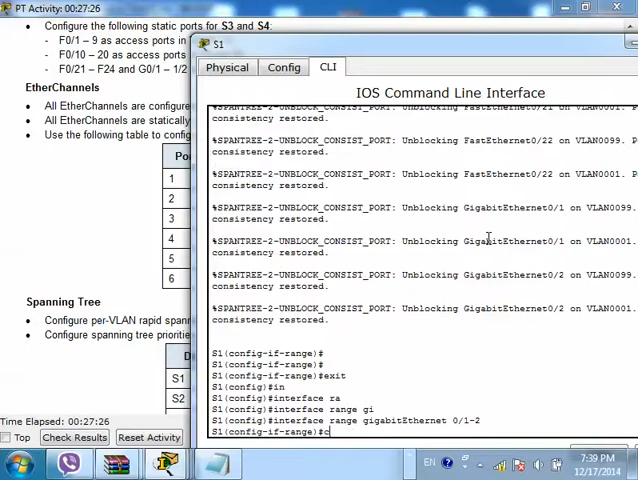 PT Activity: 00:27:26
Configure the following static ports for S3 and S4:
- F0/1 – 9 as access ports in
- F0/10 – 20 as access ports
- F0/21 – F24 and G0/1 – 1/2
EtherChannels
All EtherChannels are configure
All EtherChannels are statically
Use the following table to config
Po
1
2
3
4
5
6
Spanning Tree
Configure per-VLAN rapid spann
Configure spanning tree prioritie
D
S1
S2
Time Elapsed: 00:27:26
Top
Check Results
Reset Activity
S1
Physical
Config
CLI
IOS Command Line Interface
%SPANTREE-2-UNBLOCK_CONSIST_PORT: Unblocking FastEthernet0/21 on VLAN0001. P
consistency restored.
%SPANTREE-2-UNBLOCK_CONSIST_PORT: Unblocking FastEthernet0/22 on VLAN0099. P
consistency restored.
%SPANTREE-2-UNBLOCK_CONSIST_PORT: Unblocking FastEthernet0/22 on VLAN0001. P
consistency restored.
%SPANTREE-2-UNBLOCK_CONSIST_PORT: Unblocking GigabitEthernet0/1 on VLAN0099.
consistency restored.
%SPANTREE-2-UNBLOCK_CONSIST_PORT: Unblocking GigabitEthernet0/1 on VLAN0001.
consistency restored.
%SPANTREE-2-UNBLOCK_CONSIST_PORT: Unblocking GigabitEthernet0/2 on VLAN0099.
consistency restored.
%SPANTREE-2-UNBLOCK_CONSIST_PORT: Unblocking GigabitEthernet0/2 on VLAN0001.
consistency restored.
S1(config-if-range)#
S1(config-if-range)#
S1(config-if-range)#exit
S1(config)#in
S1(config)#interface ra
S1(config)#interface range gi
S1(config)#interface range gigabitEthernet 0/1-2
S1(config-if-range)#c
EN
7:39 PM
12/17/2014